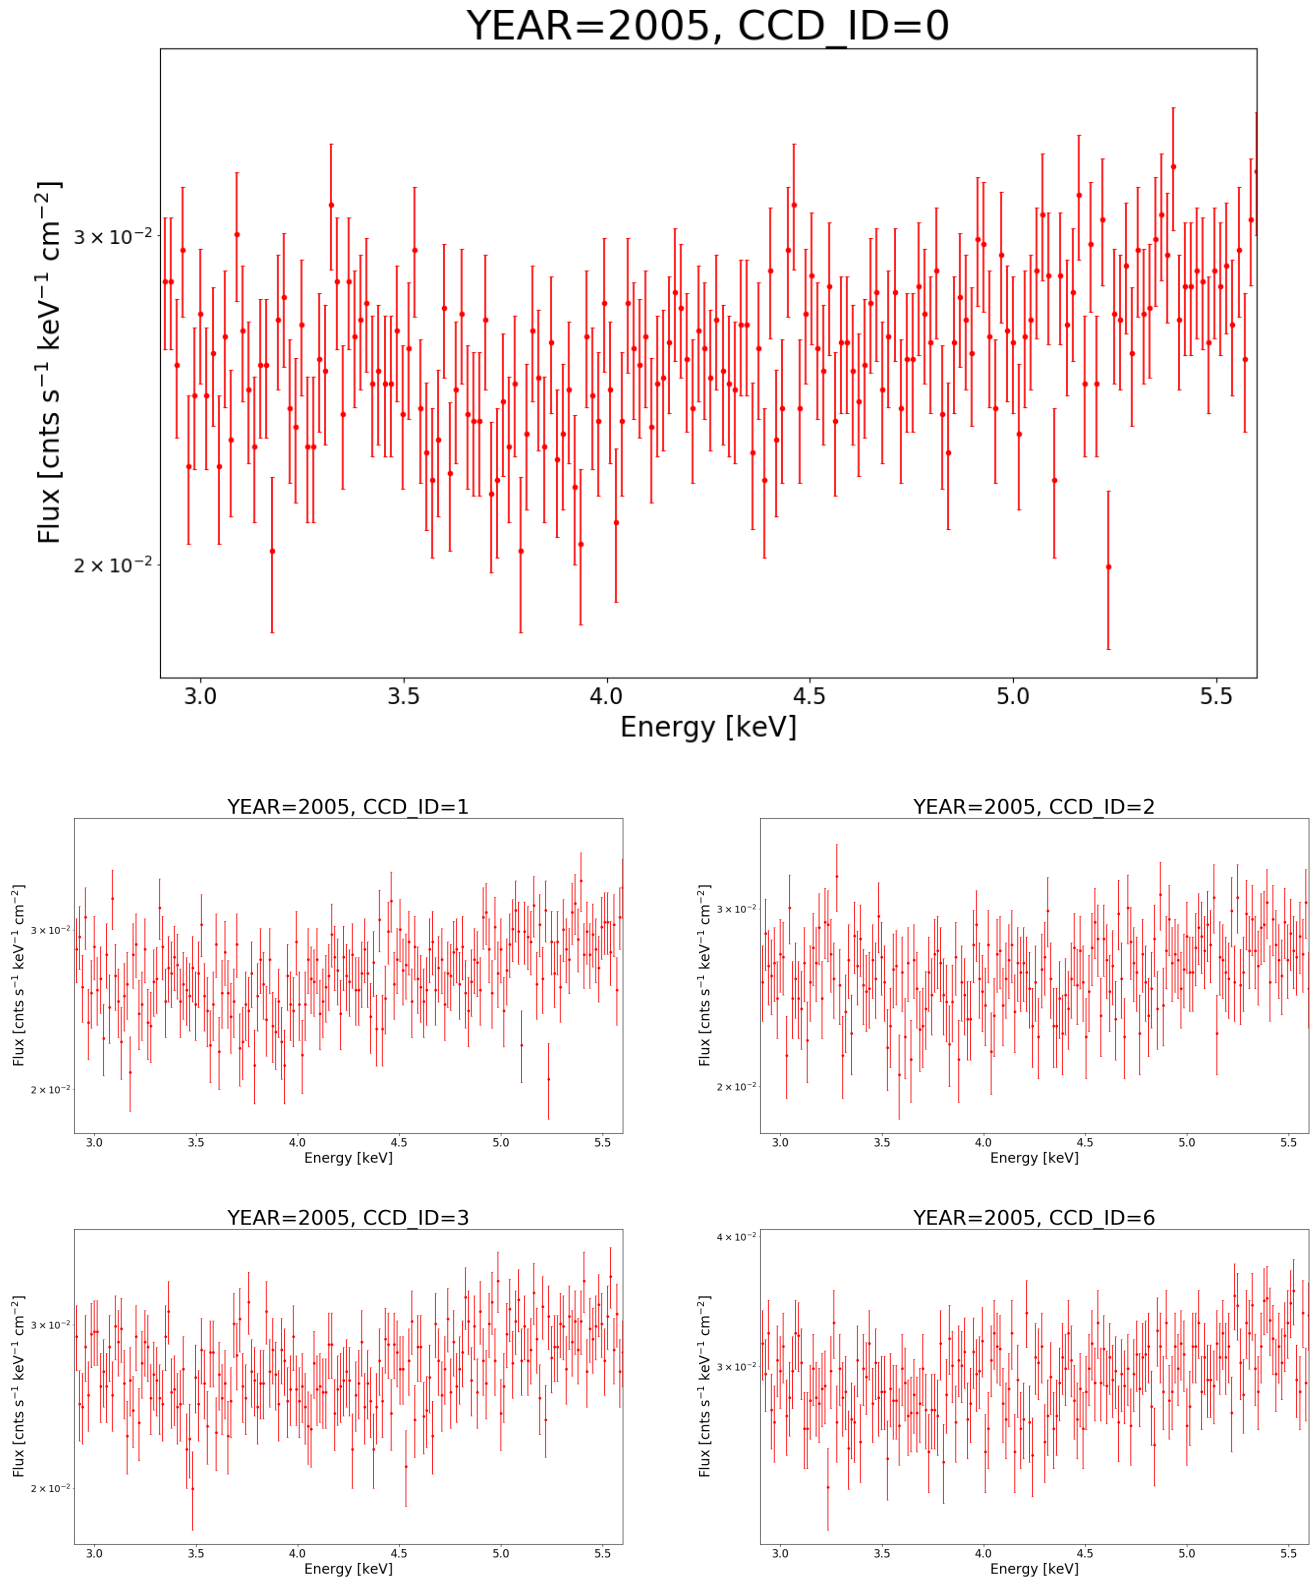 YEAR=2005, CCD_ID=0
Flux [cnts s⁻¹ keV⁻¹ cm⁻²]
3 × 10⁻²
2 × 10⁻²
3.0 3.5 4.0 4.5 5.0 5.5
Energy [keV]
YEAR=2005, CCD_ID=1
Flux [cnts s⁻¹ keV⁻¹ cm⁻²]
3 × 10⁻²
2 × 10⁻²
3.0 3.5 4.0 4.5 5.0 5.5
Energy [keV]
YEAR=2005, CCD_ID=2
Flux [cnts s⁻¹ keV⁻¹ cm⁻²]
3 × 10⁻²
2 × 10⁻²
3.0 3.5 4.0 4.5 5.0 5.5
Energy [keV]
YEAR=2005, CCD_ID=3
Flux [cnts s⁻¹ keV⁻¹ cm⁻²]
3 × 10⁻²
2 × 10⁻²
3.0 3.5 4.0 4.5 5.0 5.5
Energy [keV]
YEAR=2005, CCD_ID=6
Flux [cnts s⁻¹ keV⁻¹ cm⁻²]
4 × 10⁻²
3 × 10⁻²
3.0 3.5 4.0 4.5 5.0 5.5
Energy [keV]